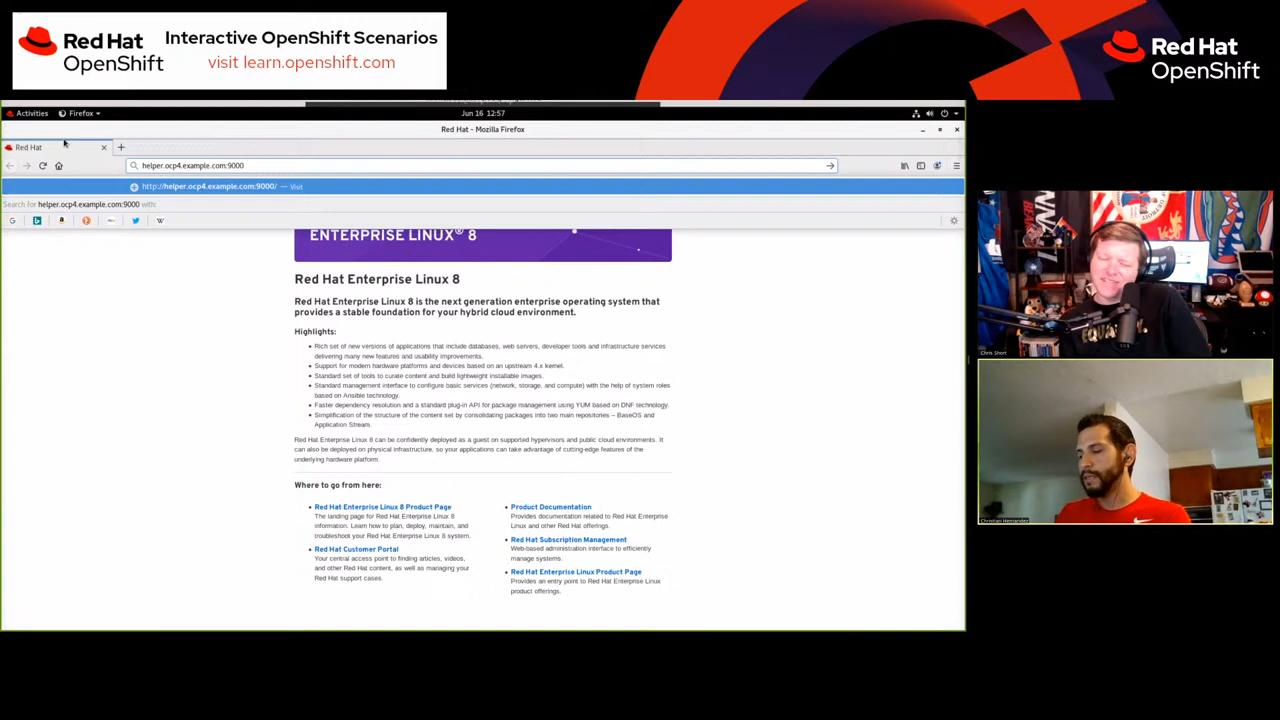 Red Hat
OpenShift
Interactive OpenShift Scenarios
visit learn.openshift.com
Red Hat
OpenShift
Activities
Firefox
Jun 16 12:57
Red Hat - Mozilla Firefox
Red Hat
helper.ocp4.example.com:9000
http://helper.ocp4.example.com:9000/ — Visit
Search for helper.ocp4.example.com:9000 with:
ENTERPRISE LINUX® 8
Red Hat Enterprise Linux 8
Red Hat Enterprise Linux 8 is the next generation enterprise operating system that
provides a stable foundation for your hybrid cloud environment.
Highlights:
Rich set of new versions of applications that include databases, web servers, developer tools and infrastructure services
delivering many new features and usability improvements.
Support for modern hardware platforms and devices based on an upstream 4.x kernel.
Standard set of tools to curate content and build lightweight installable images.
Standard management interface to configure basic services (network, storage, and compute) with the help of system roles
based on Ansible technology.
Faster dependency resolution and a standard plug-in API for package management using YUM based on DNF technology.
Simplification of the structure of the content set by consolidating packages into two main repositories – BaseOS and
Application Stream.
Red Hat Enterprise Linux 8 can be confidently deployed as a guest on supported hypervisors and public cloud environments. It
can also be deployed on physical infrastructure, so your applications can take advantage of cutting-edge features of the
underlying hardware platform.
Where to go from here:
Red Hat Enterprise Linux 8 Product Page
The landing page for Red Hat Enterprise Linux 8
information. Learn how to plan, deploy, maintain, and
troubleshoot your Red Hat Enterprise Linux 8 system.
Red Hat Customer Portal
Your central access point to finding articles, videos,
and other Red Hat content, as well as managing your
Red Hat support cases.
Product Documentation
Provides documentation related to Red Hat Enterprise
Linux and other Red Hat offerings.
Red Hat Subscription Management
Web-based administration interface to efficiently
manage systems.
Red Hat Enterprise Linux Product Page
Provides an entry point to Red Hat Enterprise Linux
product offerings.
Chris Short
Christian Hernandez